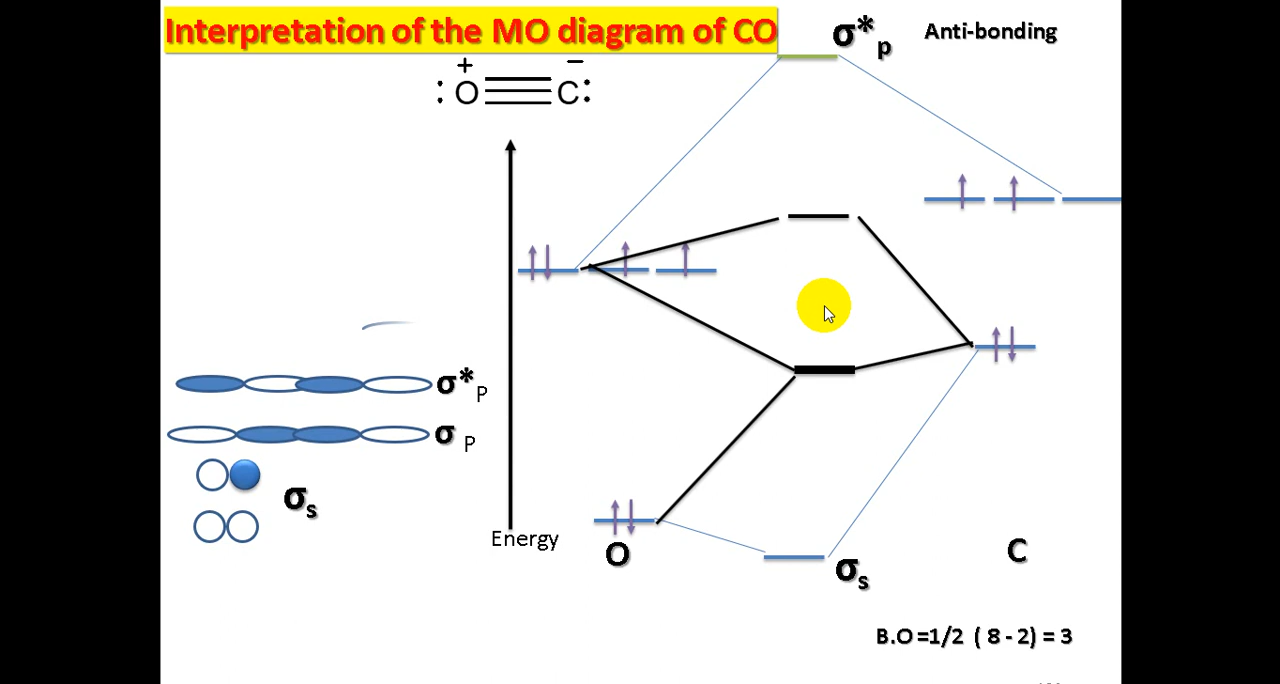 Interpretation of the MO diagram of CO
σ*p
Anti-bonding
+ −
:O≡C:
σ*P
σ P
σs
Energy
O
σs
C
B.O =1/2 ( 8 - 2) = 3